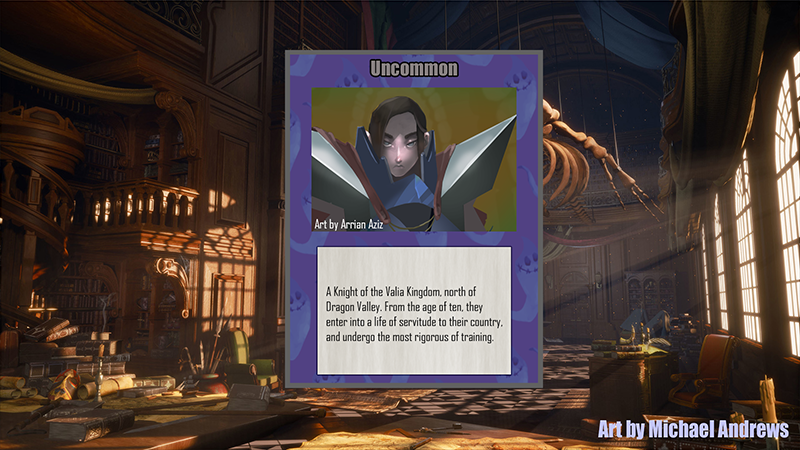 Uncommon
Art by Arrian Aziz
A Knight of the Valia Kingdom, north of
Dragon Valley. From the age of ten, they
enter into a life of servitude to their country,
and undergo the most rigorous of training.
Art by Michael Andrews